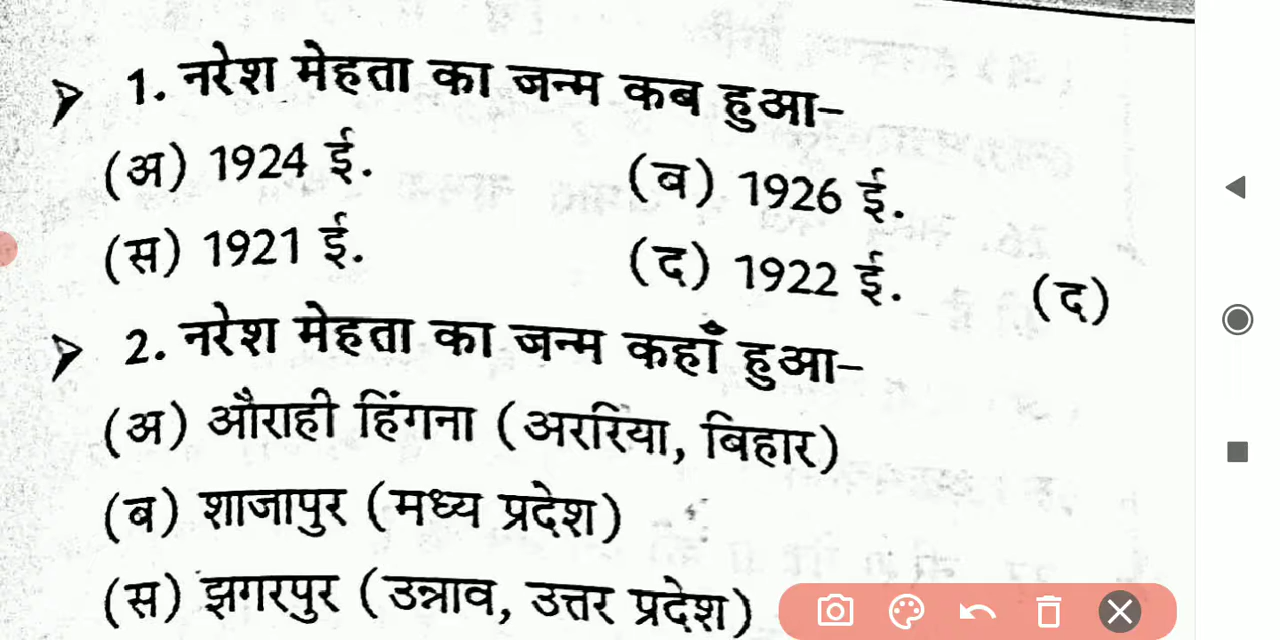 1. नरेश मेहता का जन्म कब हुआ-
(अ) 1924 ई. (ब) 1926 ई.
(स) 1921 ई. (द) 1922 ई. (द)
2. नरेश मेहता का जन्म कहाँ हुआ-
(अ) औराही हिंगना (अररिया, बिहार)
(ब) शाजापुर (मध्य प्रदेश)
(स) झगरपुर (उन्नाव, उत्तर प्रदेश)